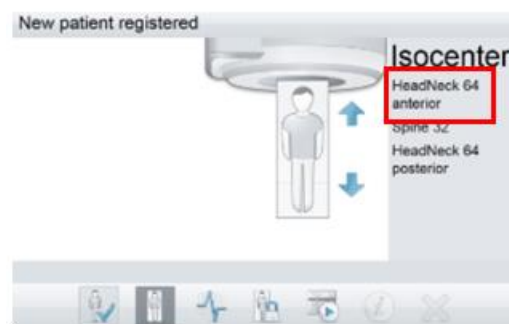 New patient registered
Isocenter
HeadNeck 64
anterior
Spine 32
HeadNeck 64
posterior